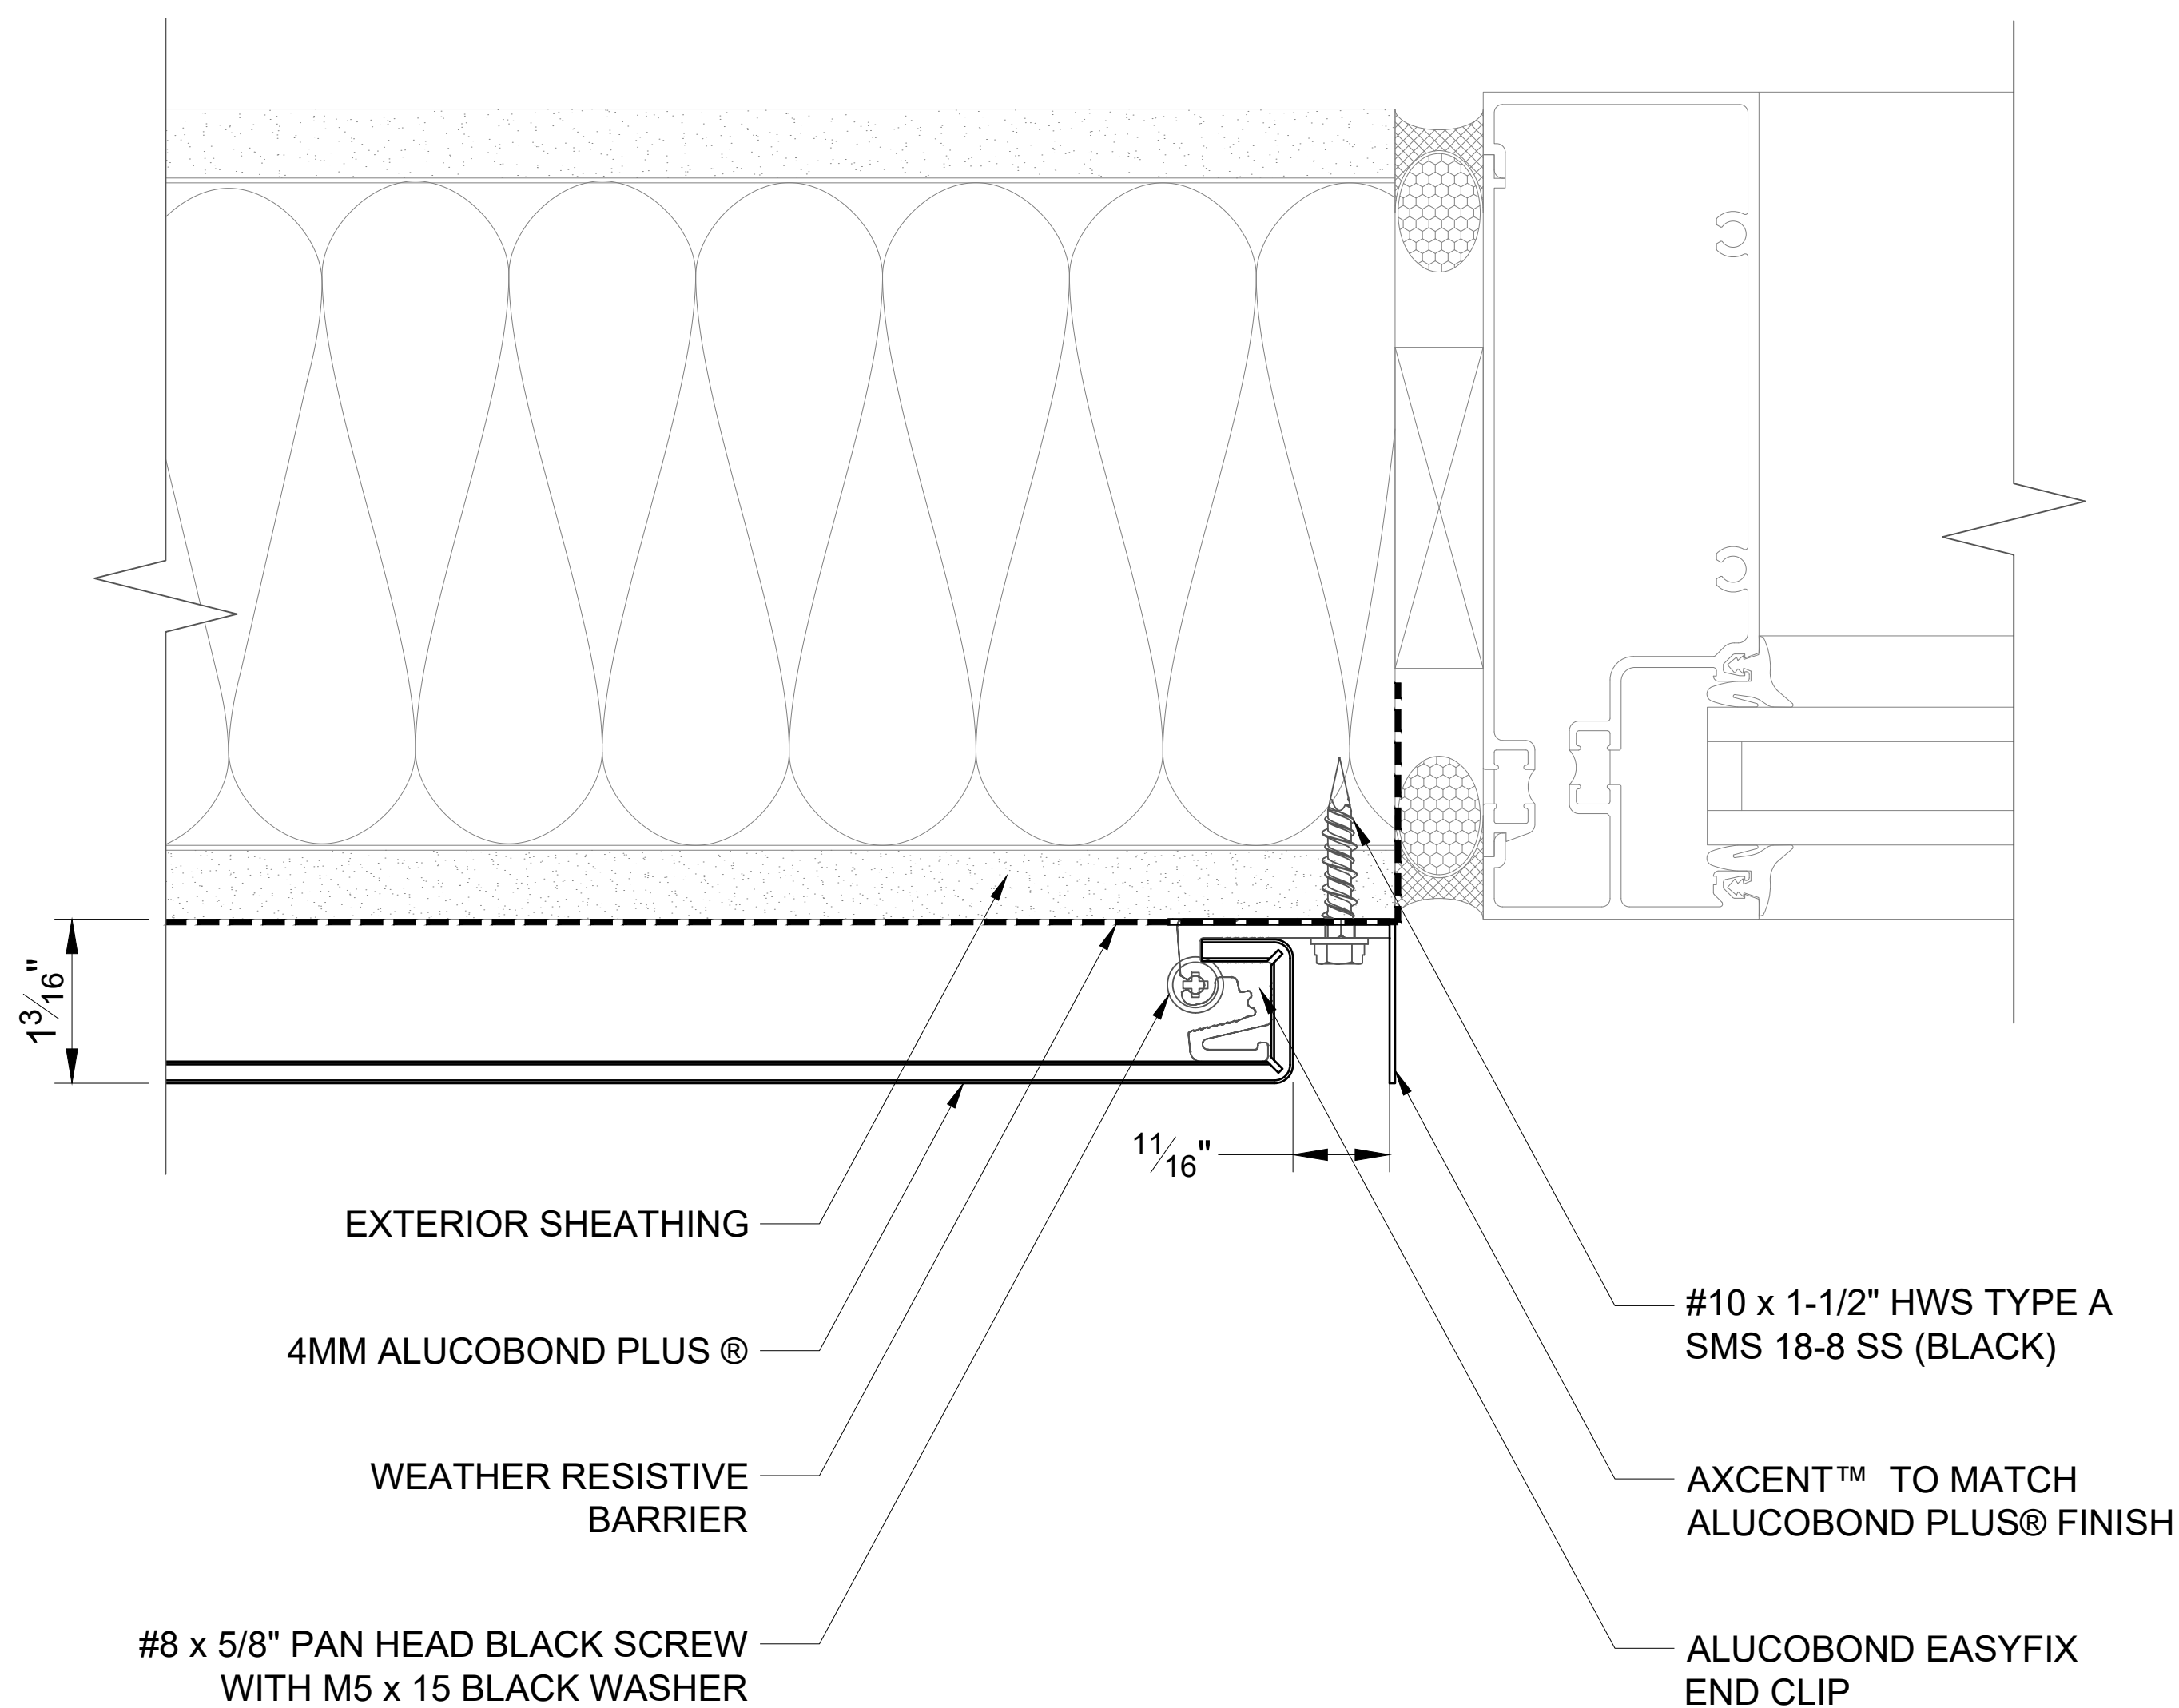 1 3/16"
11/16"
EXTERIOR SHEATHING
4MM ALUCOBOND PLUS ®
WEATHER RESISTIVE
BARRIER
#8 x 5/8" PAN HEAD BLACK SCREW
WITH M5 x 15 BLACK WASHER
#10 x 1-1/2" HWS TYPE A
SMS 18-8 SS (BLACK)
AXCENT™ TO MATCH
ALUCOBOND PLUS® FINISH
ALUCOBOND EASYFIX
END CLIP